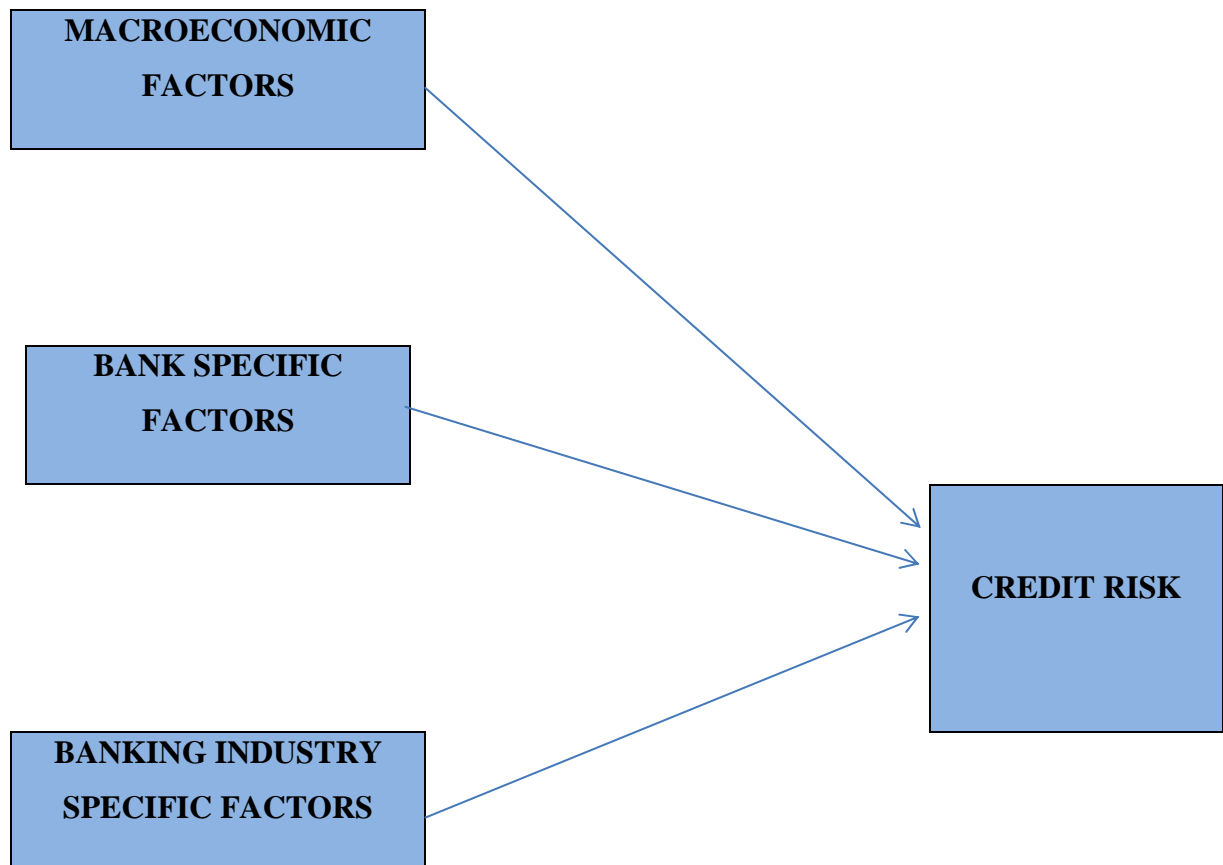 MACROECONOMIC
FACTORS
BANK SPECIFIC
FACTORS
CREDIT RISK
BANKING INDUSTRY
SPECIFIC FACTORS